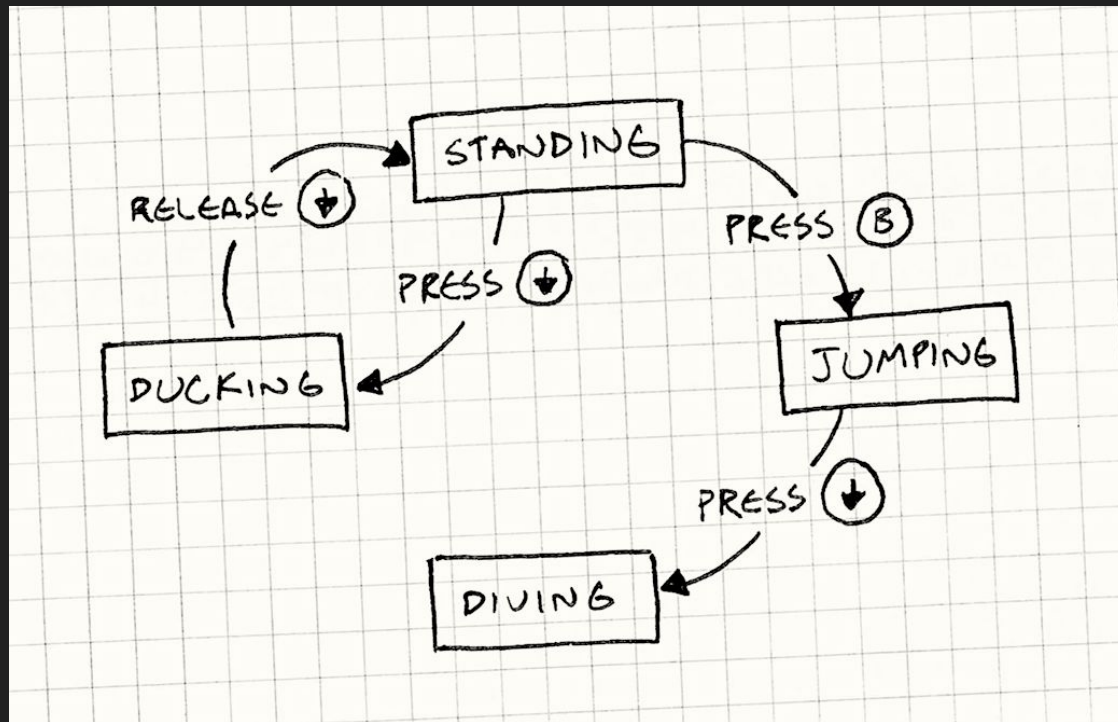 STANDING
RELEASE ↓
PRESS B
PRESS ↓
DUCKING
JUMPING
PRESS ↓
DIVING